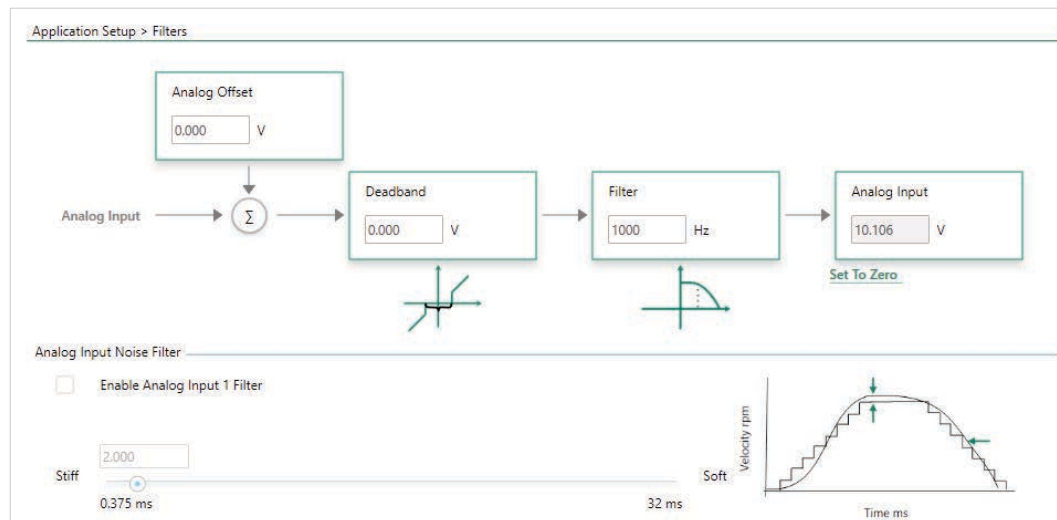 Application Setup > Filters
Analog Offset
0.000 V
Analog Input
Σ
Deadband
0.000 V
Filter
1000 Hz
Analog Input
10.106 V
Set To Zero
Analog Input Noise Filter
Enable Analog Input 1 Filter
2.000
Stiff
Soft
0.375 ms
32 ms
Velocity rpm
Time ms